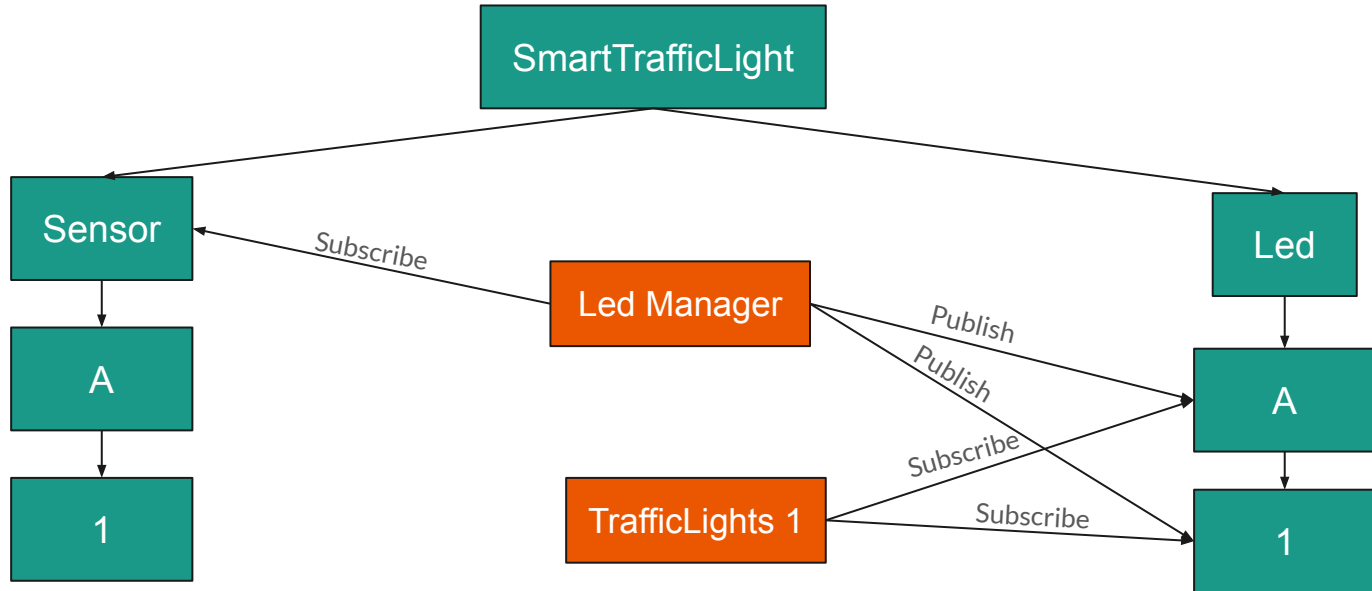 SmartTrafficLight
Sensor
Subscribe
Led
Led Manager
Publish
Publish
A
A
Subscribe
TrafficLights 1
Subscribe
1
1